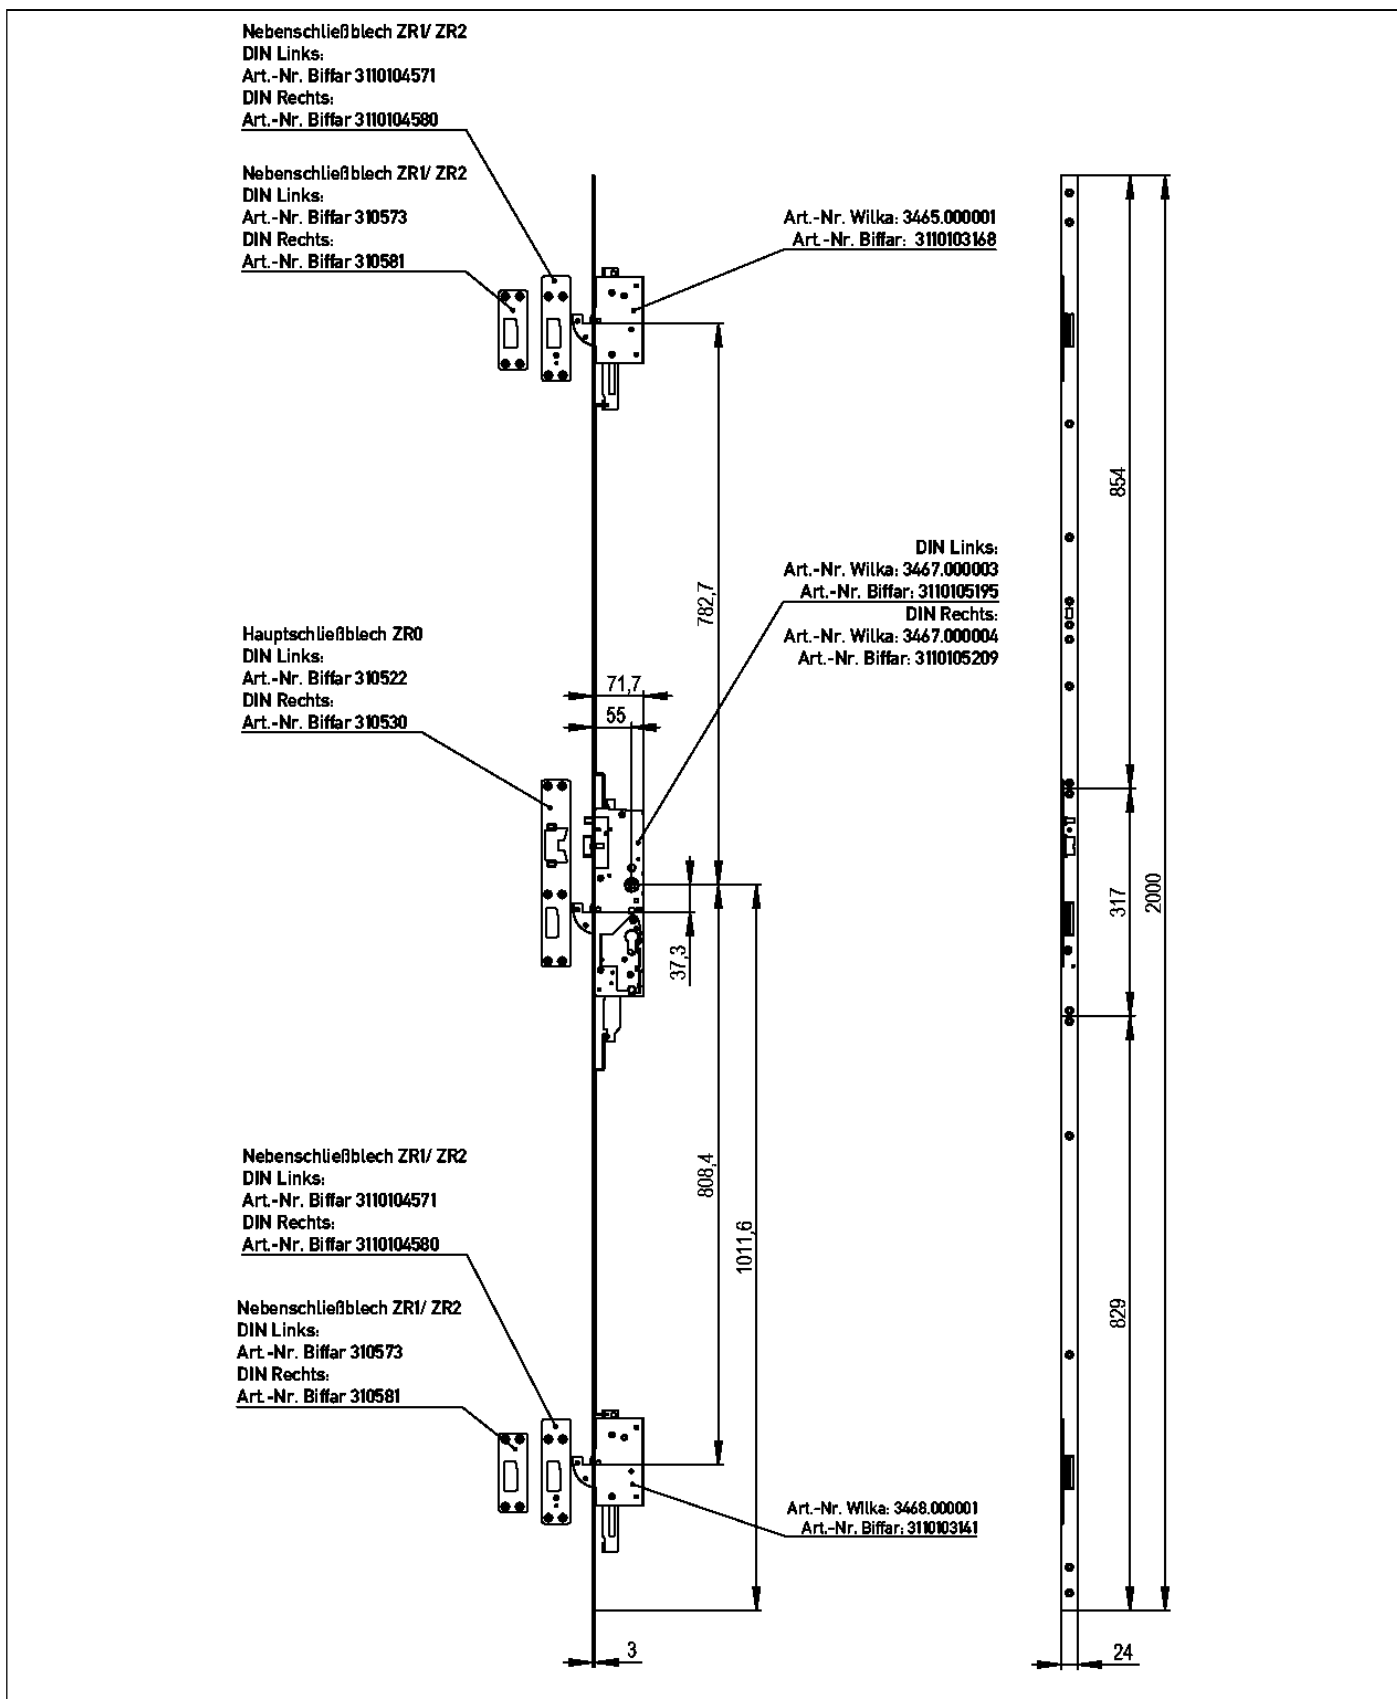 Nebenschließblech ZR1/ ZR2
DIN Links:
Art.-Nr. Biffar 3110104571
DIN Rechts:
Art.-Nr. Biffar 3110104580
Nebenschließblech ZR1/ ZR2
DIN Links:
Art.-Nr. Biffar 310573
DIN Rechts:
Art.-Nr. Biffar 310581
Art.-Nr. Wilka: 3465.000001
Art.-Nr. Biffar: 3110103168
854
DIN Links:
Art.-Nr. Wilka: 3467.000003
Art.-Nr. Biffar: 3110105195
DIN Rechts:
Art.-Nr. Wilka: 3467.000004
Art.-Nr. Biffar: 3110105209
782,7
Hauptschließblech ZR0
DIN Links:
Art.-Nr. Biffar 310522
DIN Rechts:
Art.-Nr. Biffar 310530
71,7
55
317
2000
37,3
Nebenschließblech ZR1/ ZR2
DIN Links:
Art.-Nr. Biffar 3110104571
DIN Rechts:
Art.-Nr. Biffar 3110104580
808,4
1011,6
829
Nebenschließblech ZR1/ ZR2
DIN Links:
Art.-Nr. Biffar 310573
DIN Rechts:
Art.-Nr. Biffar 310581
Art.-Nr. Wilka: 3468.000001
Art.-Nr. Biffar: 3110103141
3
24